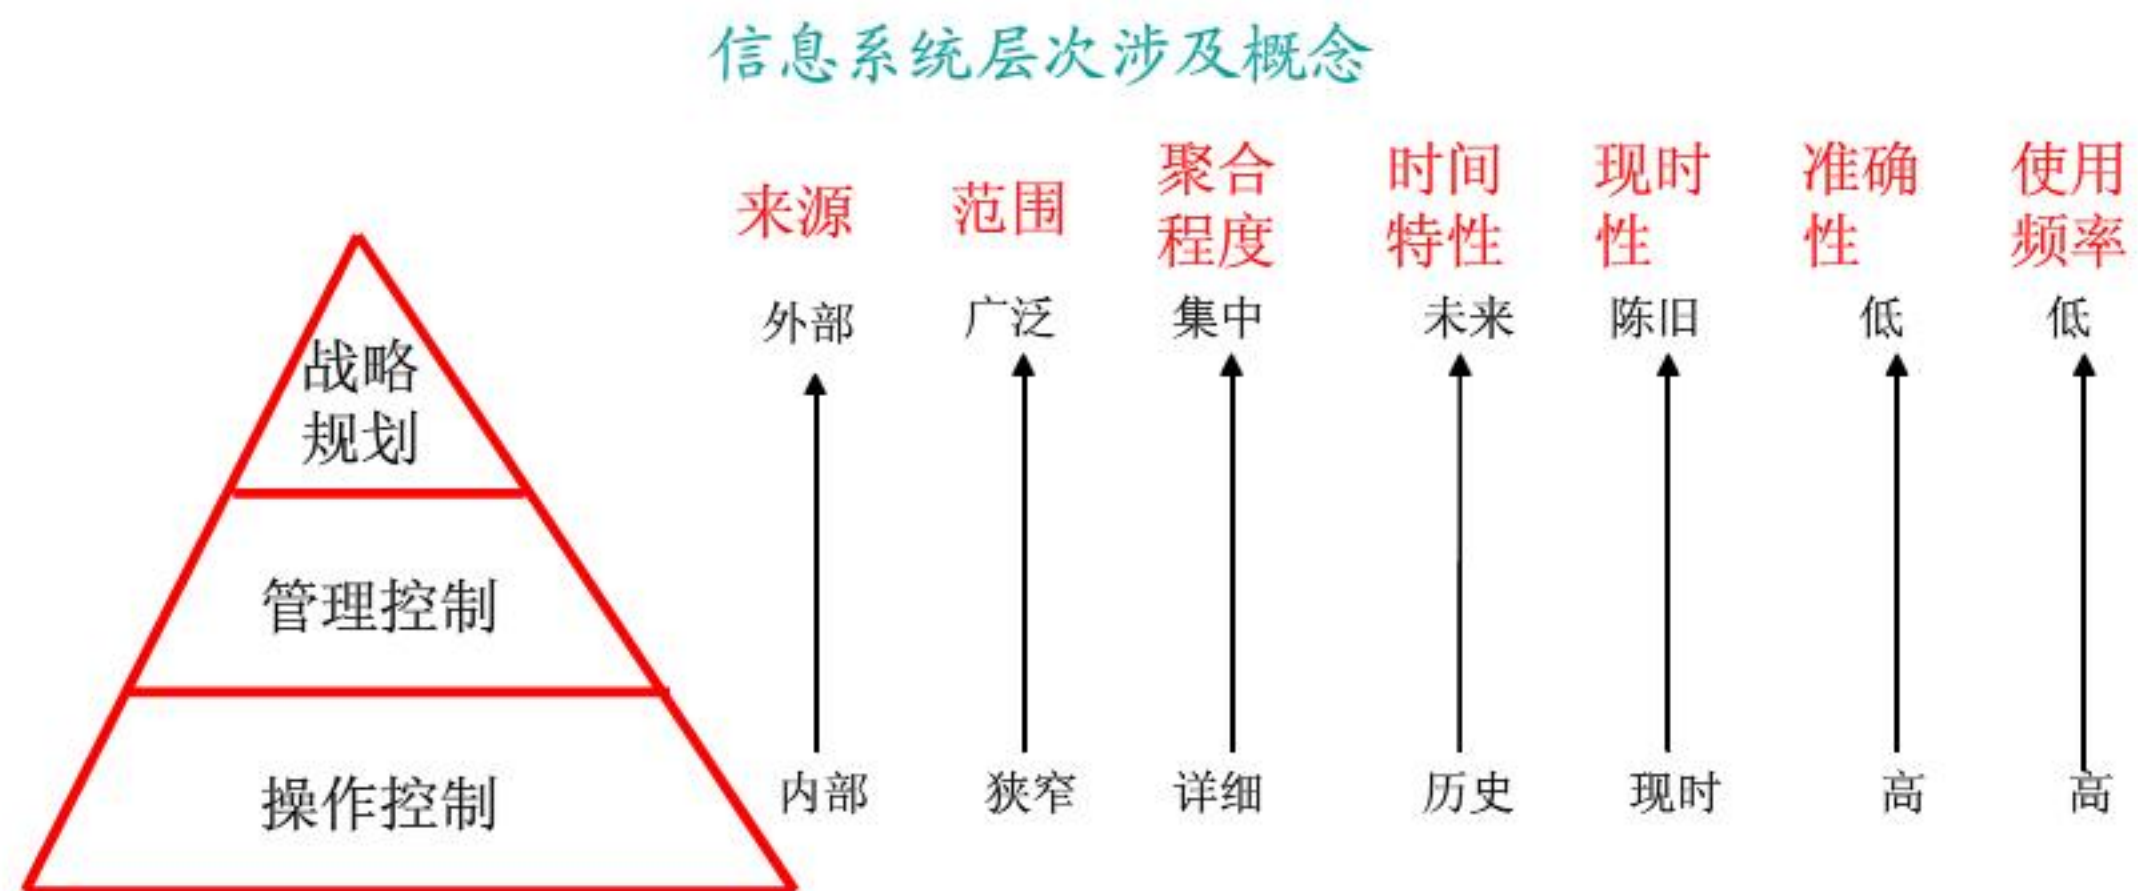 信息系统层次涉及概念
来源
范围
聚合
程度
时间
特性
现时
性
准确
性
使用
频率
外部
广泛
集中
未来
陈旧
低
低
战略
规划
管理控制
操作控制
内部
狭窄
详细
历史
现时
高
高